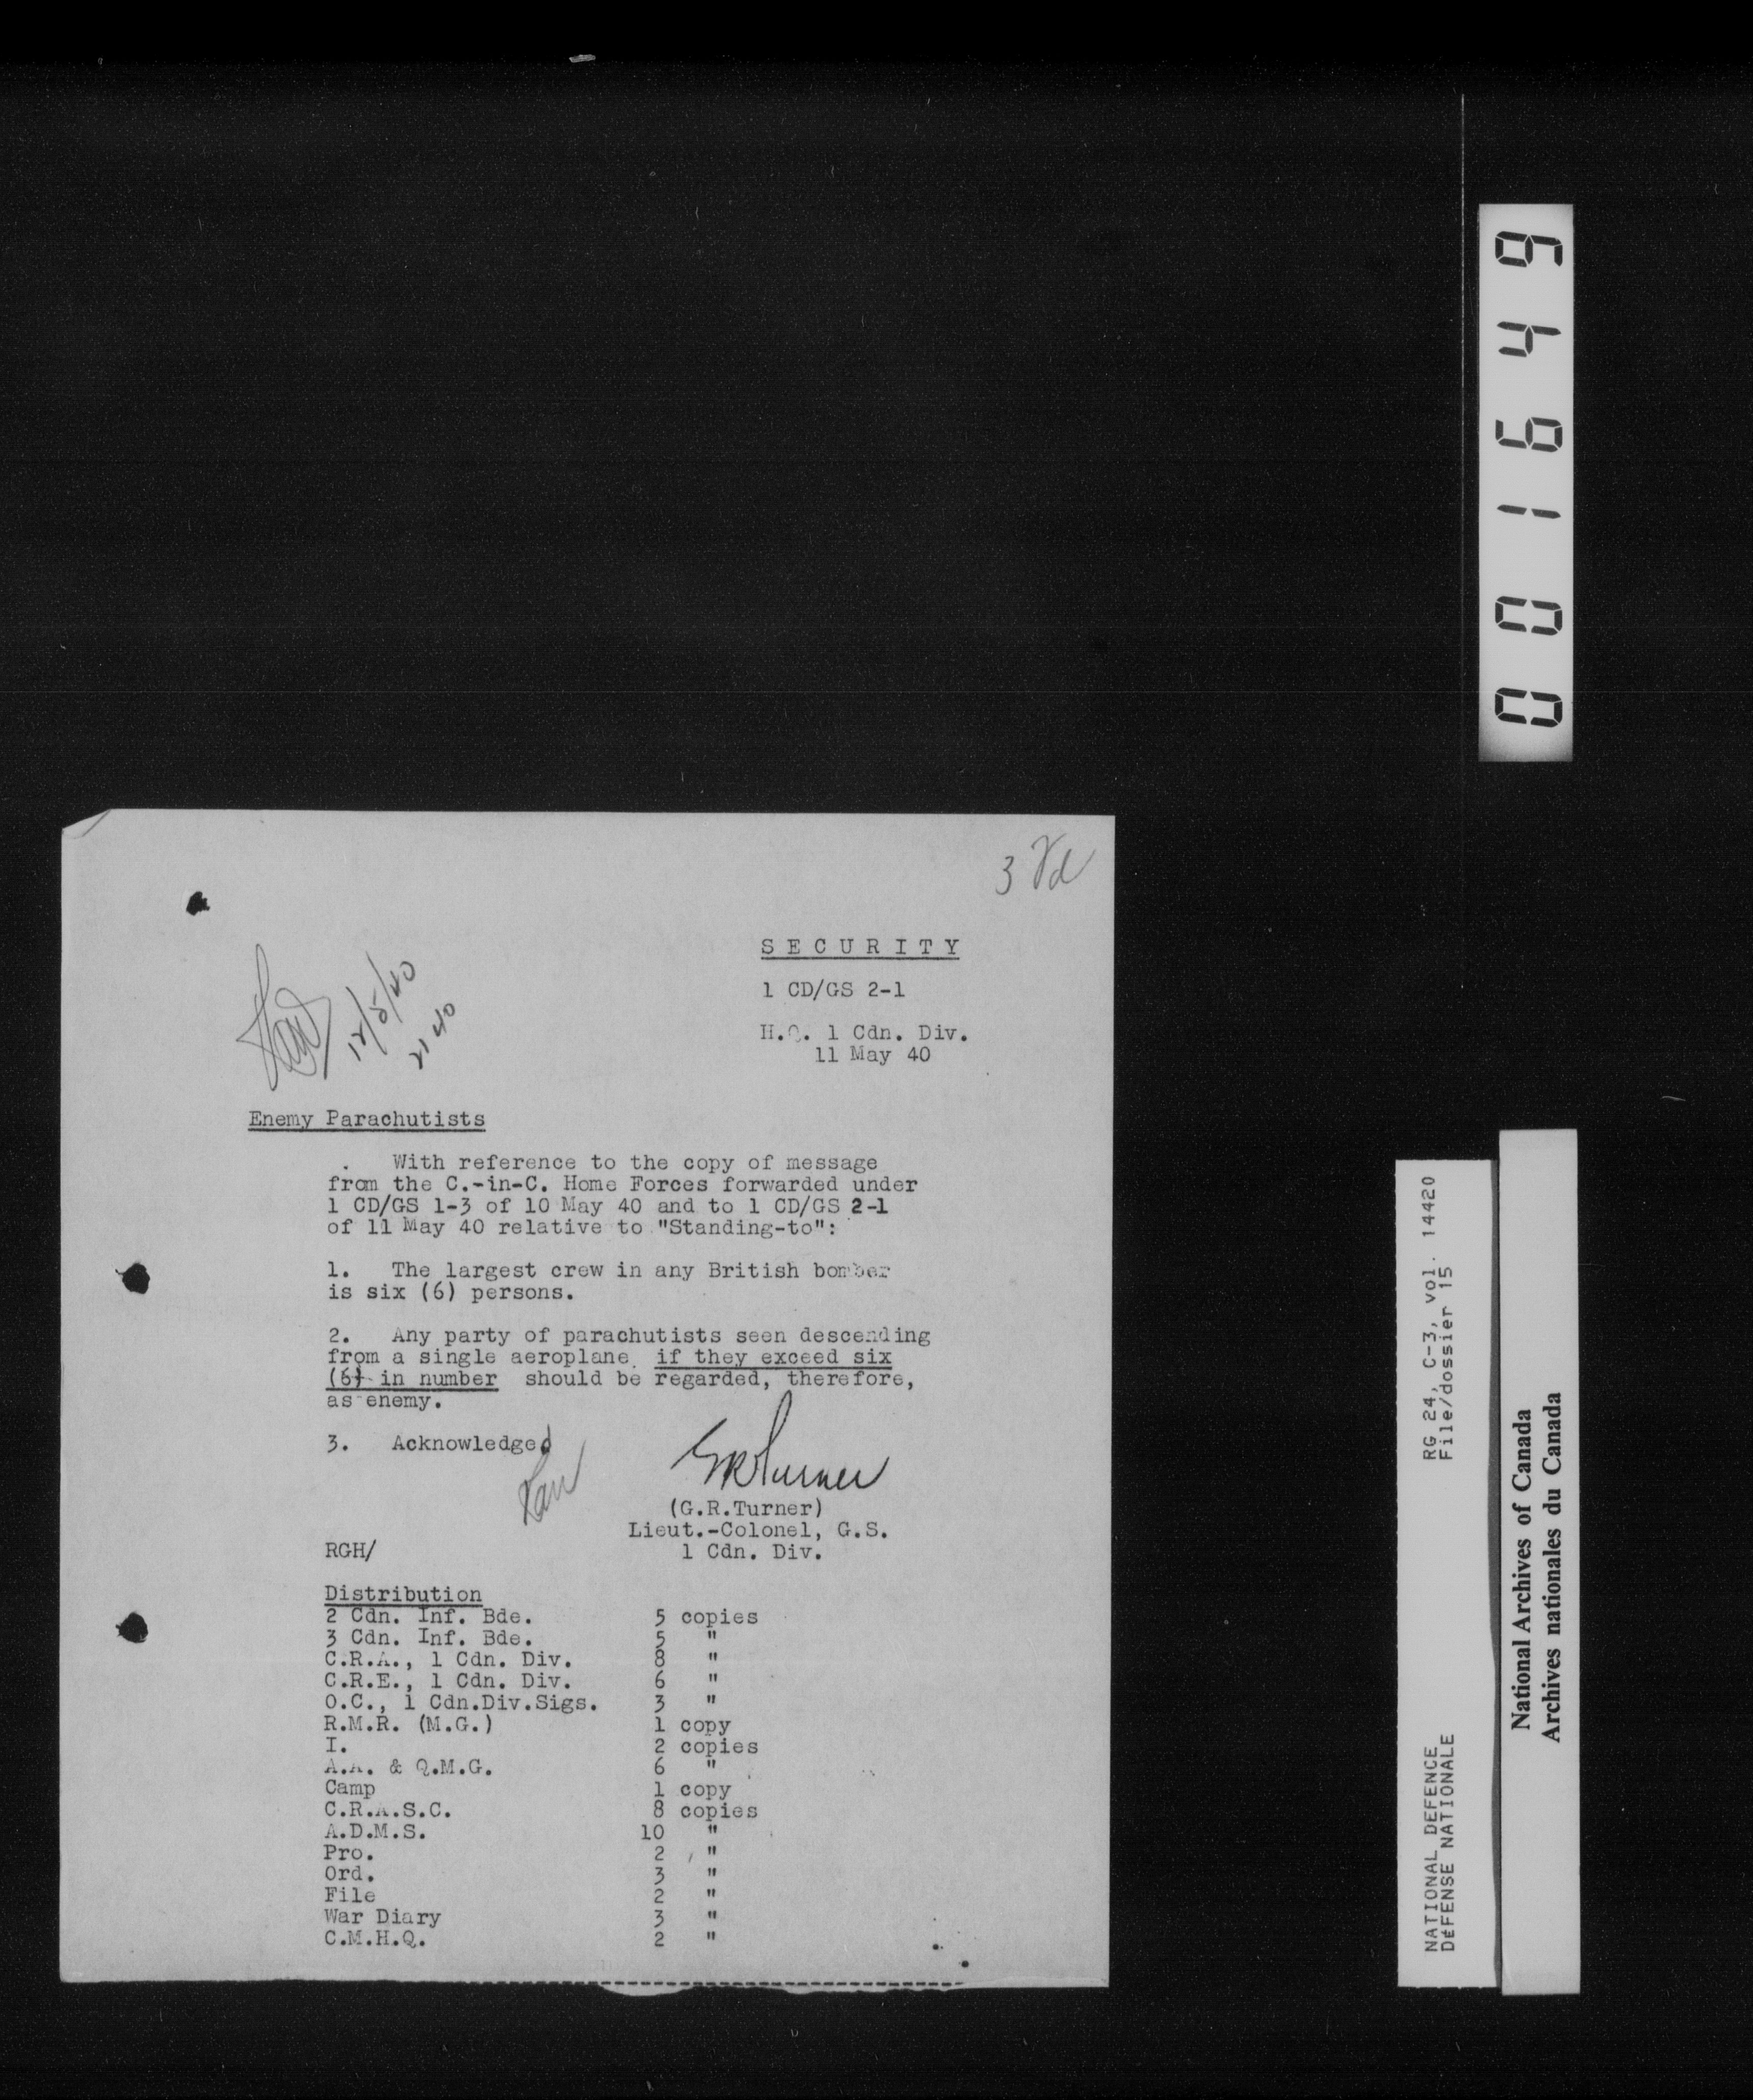 001649
3
SECURITY
1 CD/GS 2-1
H.Q. 1 Cdn. Div.
11 May 40
12/5/40
2140
Enemy Parachutists
With reference to the copy of message
from the C.-in-C. Home Forces forwarded under
1 CD/GS 1-3 of 10 May 40 and to 1 CD/GS 2-1
of 11 May 40 relative to "Standing-to":
1. The largest crew in any British bomber
is six (6) persons.
2. Any party of parachutists seen descending
from a single aeroplane if they exceed six
(6) in number should be regarded, therefore,
as enemy.
3. Acknowledged
GRTurner
(G.R.Turner)
Lieut.-Colonel, G.S.
RGH/ 1 Cdn. Div.
Distribution
2 Cdn. Inf. Bde. 5 copies
3 Cdn. Inf. Bde. 5 "
C.R.A., 1 Cdn. Div. 8 "
C.R.E., 1 Cdn. Div. 6 "
O.C., 1 Cdn.Div.Sigs. 3 "
R.M.R. (M.G.) 1 copy
I. 2 copies
A.A. & Q.M.G. 6 "
Camp 1 copy
C.R.A.S.C. 8 copies
A.D.M.S. 10 "
Pro. 2 "
Ord. 3 "
File 2 "
War Diary 3 "
C.M.H.Q. 2 "
NATIONAL DEFENCE RG 24, C-3, vol. 14420
DÉFENSE NATIONALE File/dossier 15
National Archives of Canada
Archives nationales du Canada